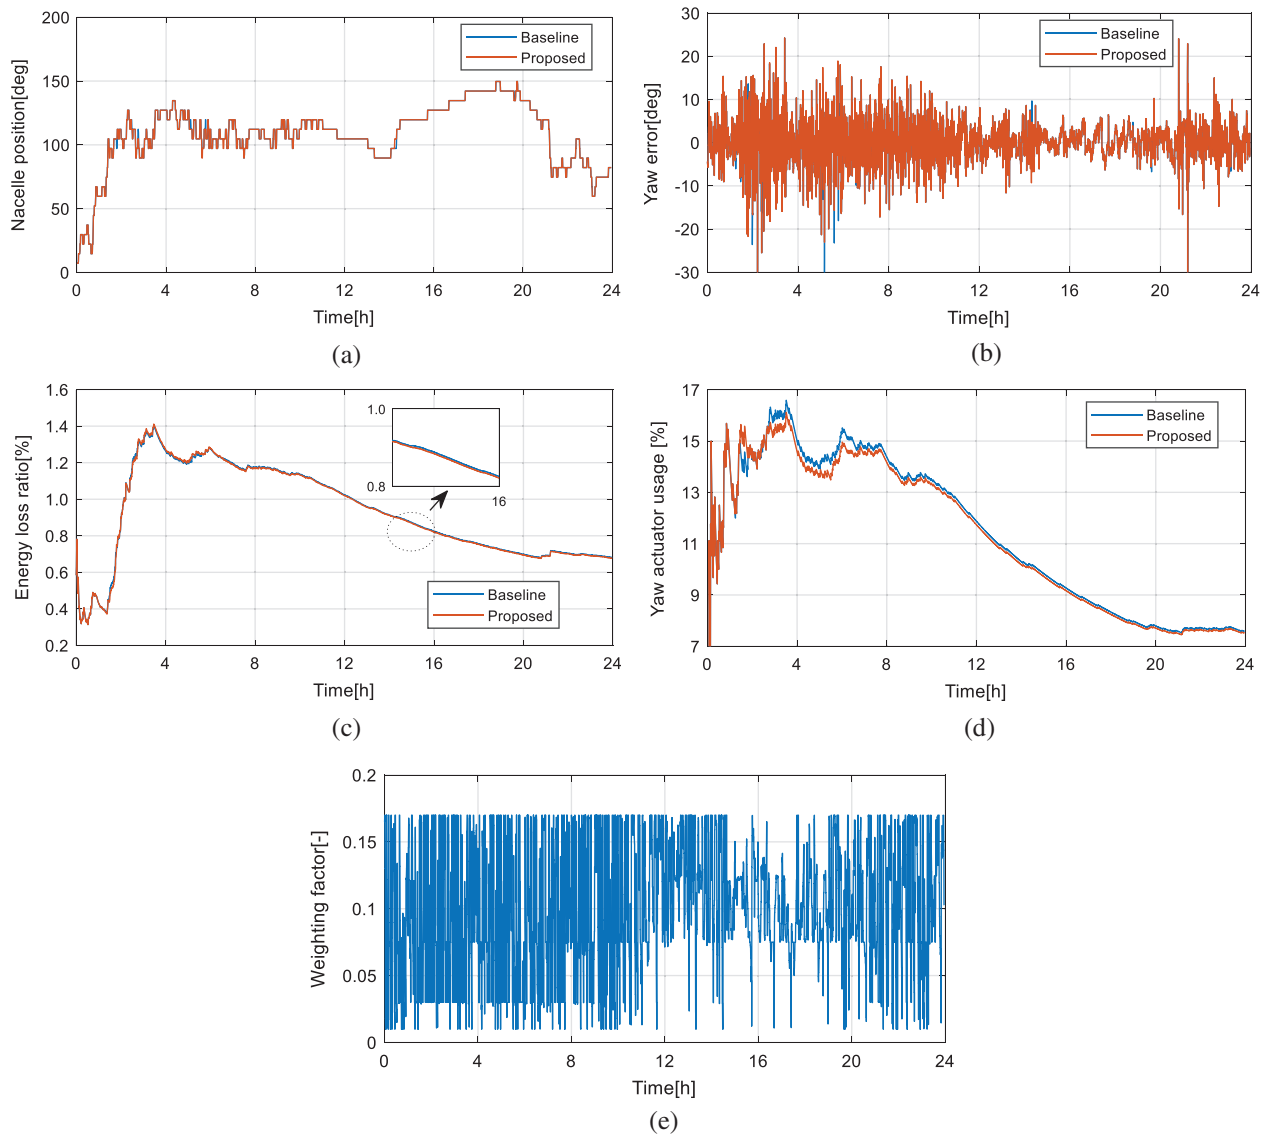 200
150
100
50
0
0 4 8 12 16 20 24
Nacelle position[deg]
Time[h]
Baseline
Proposed
(a)
30
20
10
0
-10
-20
-30
0 4 8 12 16 20 24
Yaw error[deg]
Time[h]
Baseline
Proposed
(b)
1.6
1.4
1.2
1.0
0.8
0.6
0.4
0.2
0 4 8 12 16 20 24
Energy loss ratio[%]
Time[h]
1.0
0.8
16
Baseline
Proposed
(c)
17
15
13
11
9
7
0 4 8 12 16 20 24
Yaw actuator usage [%]
Time[h]
Baseline
Proposed
(d)
0.2
0.15
0.1
0.05
0
0 4 8 12 16 20 24
Weighting factor[-]
Time[h]
(e)